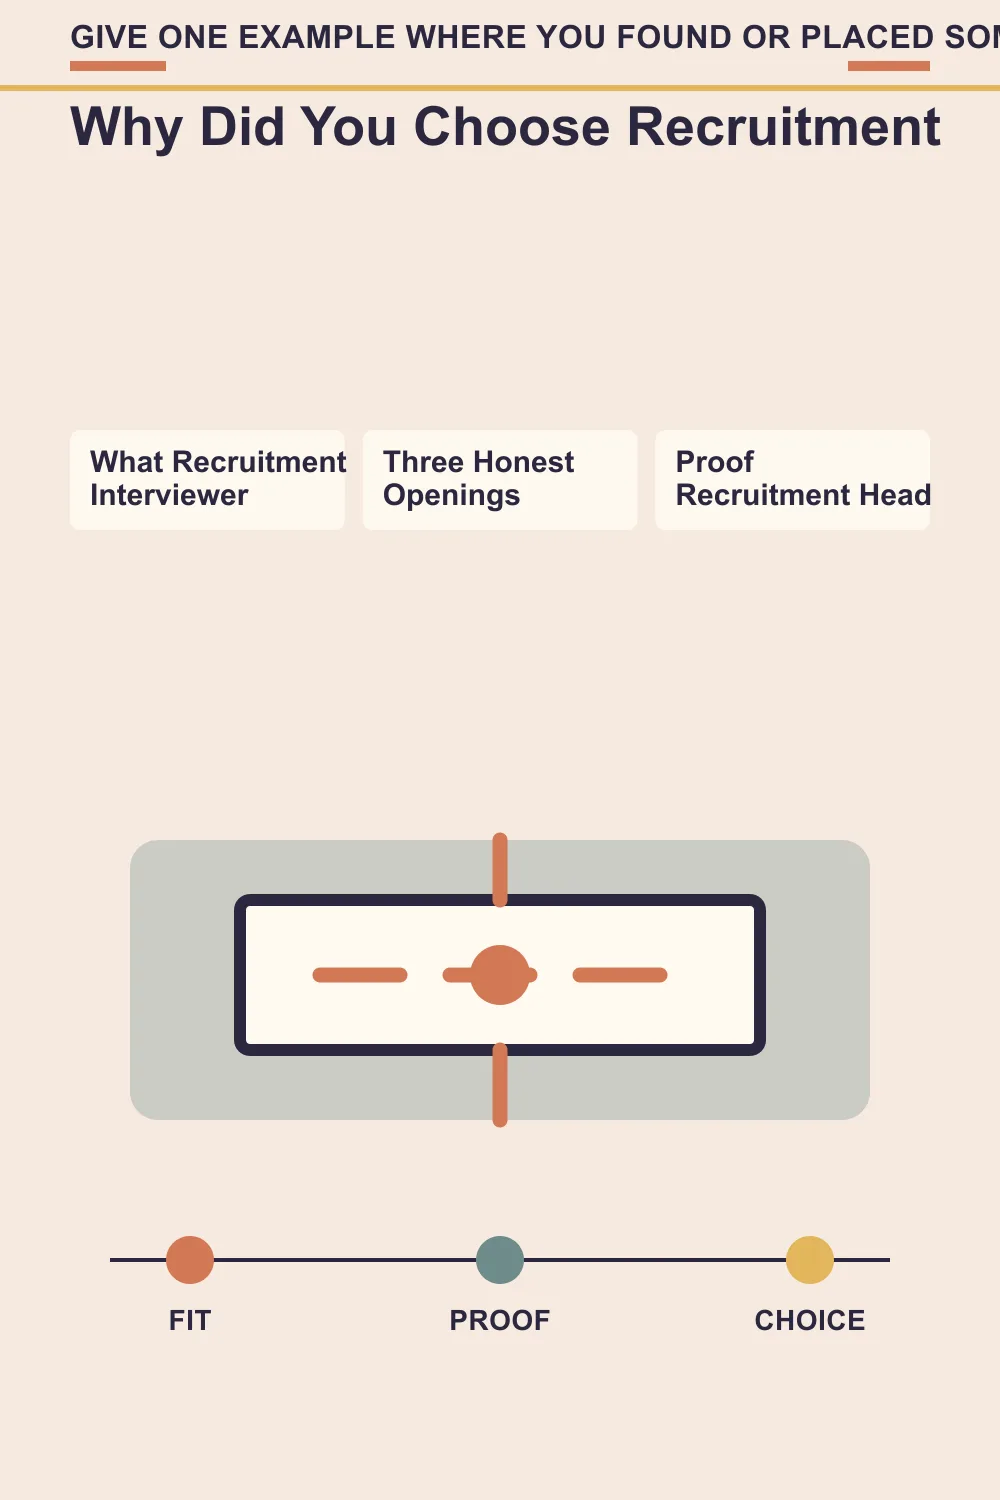 GIVE ONE EXAMPLE WHERE YOU FOUND OR PLACED
Why Did You Choose Recruitment
What Recruitment
Interviewer
Three Honest
Openings
Proof
Recruitment Head
FIT
PROOF
CHOICE